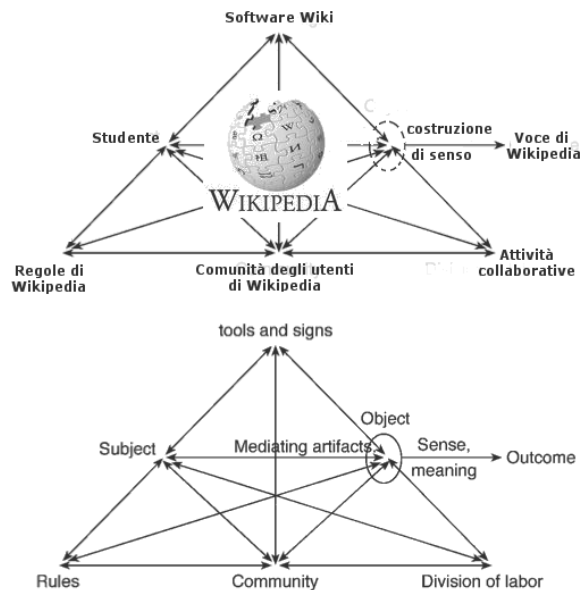 Software Wiki
Studente
costruzione
di senso
Voce di
Wikipedia
WIKIPEDIA
Regole di
Wikipedia
Comunità degli utenti
di Wikipedia
Attività
collaborative
tools and signs
Object
Subject
Mediating artifacts
Sense,
meaning
Outcome
Rules
Community
Division of labor